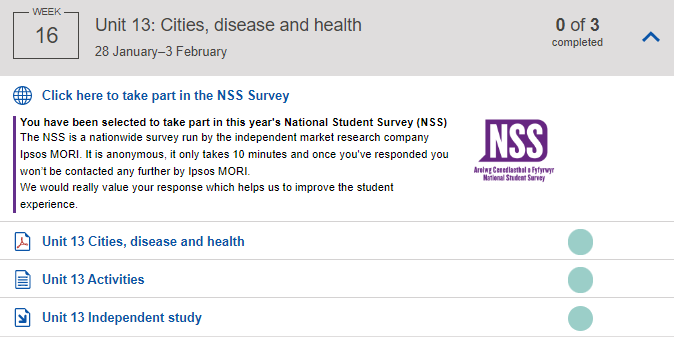 WEEK
16
Unit 13: Cities, disease and health
28 January–3 February
0 of 3
completed
Click here to take part in the NSS Survey
You have been selected to take part in this year's National Student Survey (NSS)
The NSS is a nationwide survey run by the independent market research company
Ipsos MORI. It is anonymous, it only takes 10 minutes and once you've responded you
won't be contacted any further by Ipsos MORI.
We would really value your response which helps us to improve the student
experience.
NSS
Arolwg Cenedlaethol o Fyfyrwyr
National Student Survey
Unit 13 Cities, disease and health
Unit 13 Activities
Unit 13 Independent study